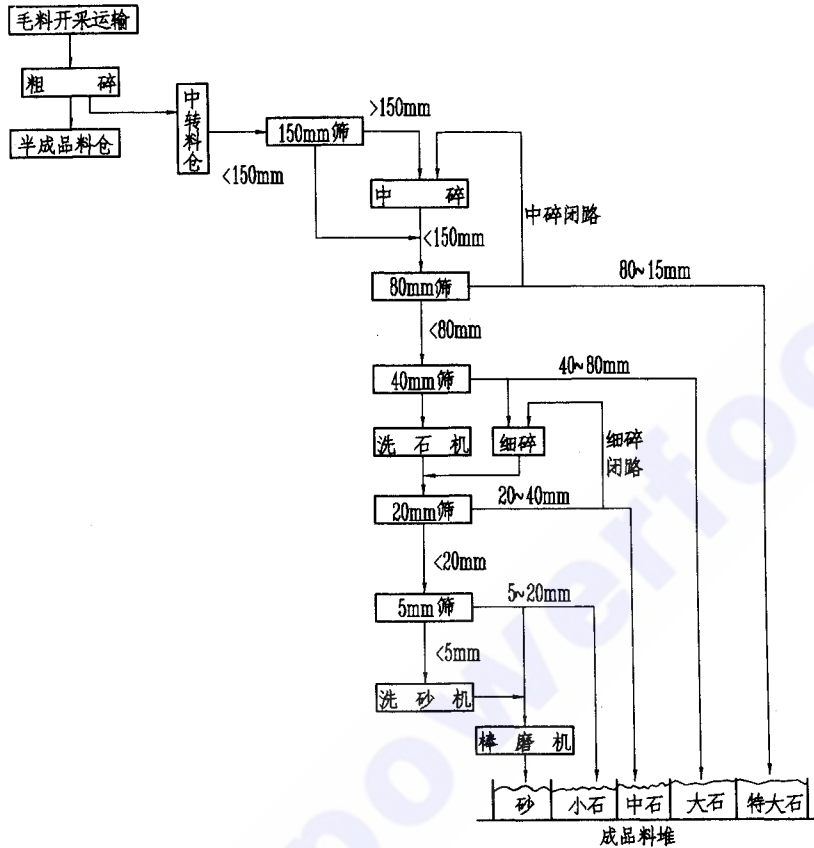 毛料开采运输
粗 碎
半成品料仓
中转料仓
150mm筛
>150mm
<150mm
中 碎
中碎闭路
<150mm
80mm筛
80~15mm
<80mm
40mm筛
40~80mm
洗石机
细碎
细碎
闭路
20mm筛
20~40mm
<20mm
5mm筛
5~20mm
<5mm
洗砂机
棒磨机
砂 小石 中石 大石 特大石
成品料堆